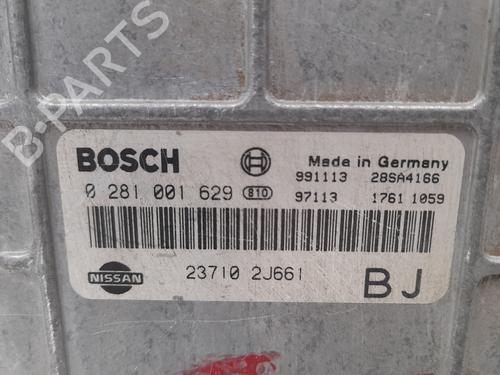 B-PARTS
BOSCH
Made in Germany
991113 28SA4166
0 281 001 629 810 97113 1761 1059
NISSAN
23710 2J661
BJ